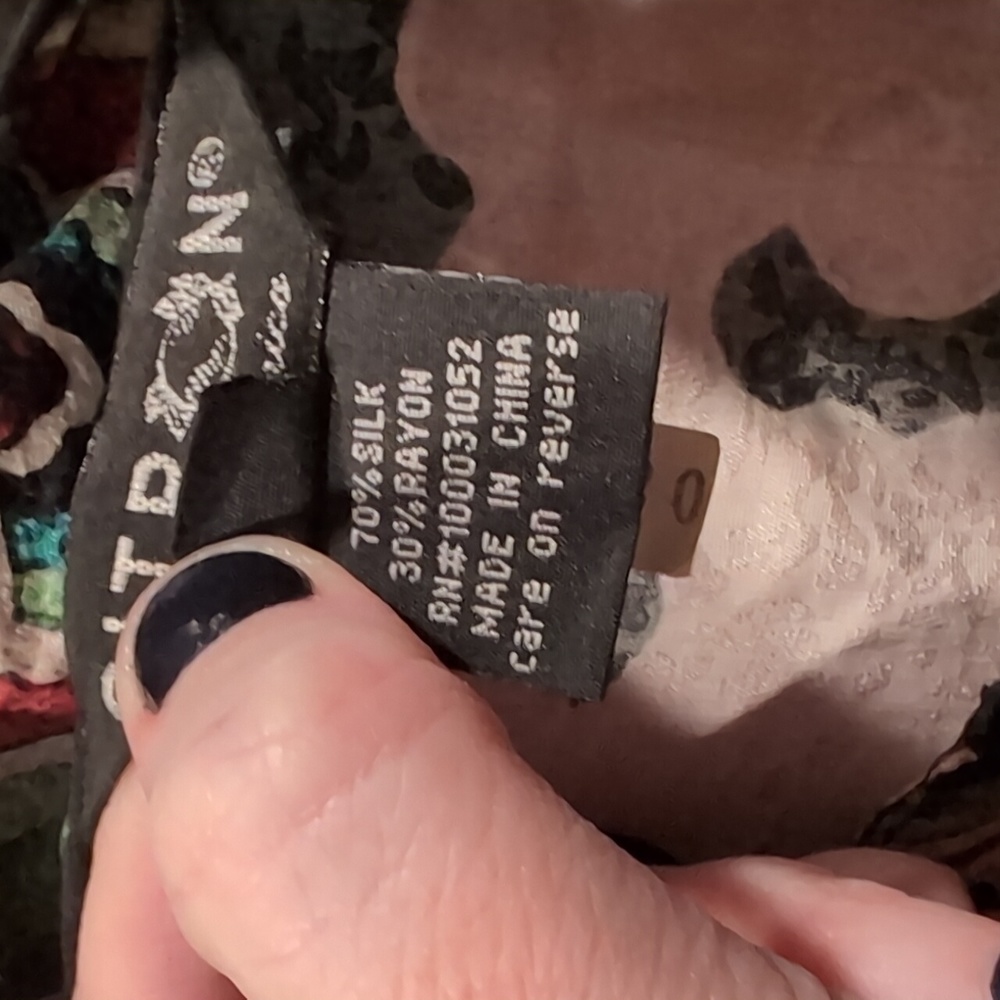 70%SILK
30%RAYON
RN#100031052
MADE IN CHINA
care on reverse
0